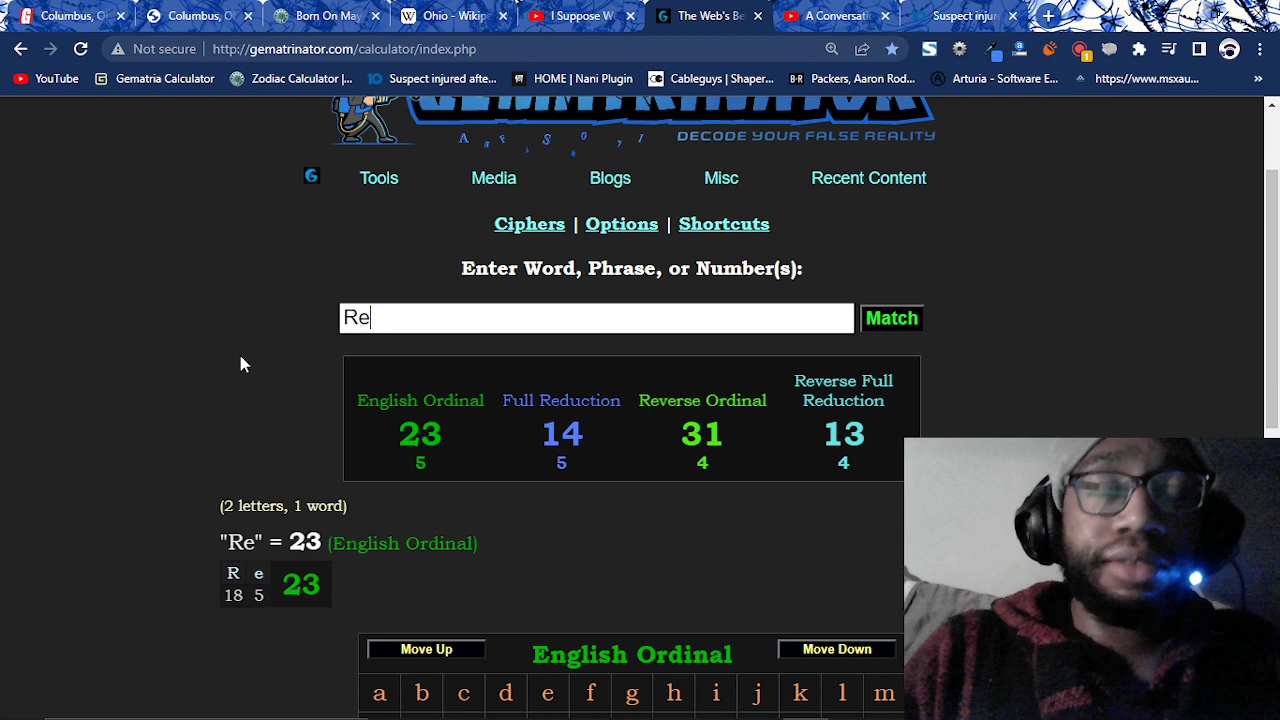 Columbus, O
Columbus, O
Born On May
Ohio - Wikipe
I Suppose W
The Web's Be
A Conversati
Suspect injur
Not secure | http://gematrinator.com/calculator/index.php
YouTube
Gematria Calculator
Zodiac Calculator |...
Suspect injured afte...
HOME | Nani Plugin
Cableguys | Shaper...
Packers, Aaron Rod...
Arturia - Software E...
https://www.msxau...
»
GEMATRINATOR
DECODE YOUR FALSE REALITY
Tools Media Blogs Misc Recent Content
Ciphers | Options | Shortcuts
Enter Word, Phrase, or Number(s):
Re Match
English Ordinal Full Reduction Reverse Ordinal Reverse Full Reduction
23 14 31 13
5 5 4 4
(2 letters, 1 word)
"Re" = 23 (English Ordinal)
R e 23
18 5
Move Up English Ordinal Move Down
a b c d e f g h i j k l m